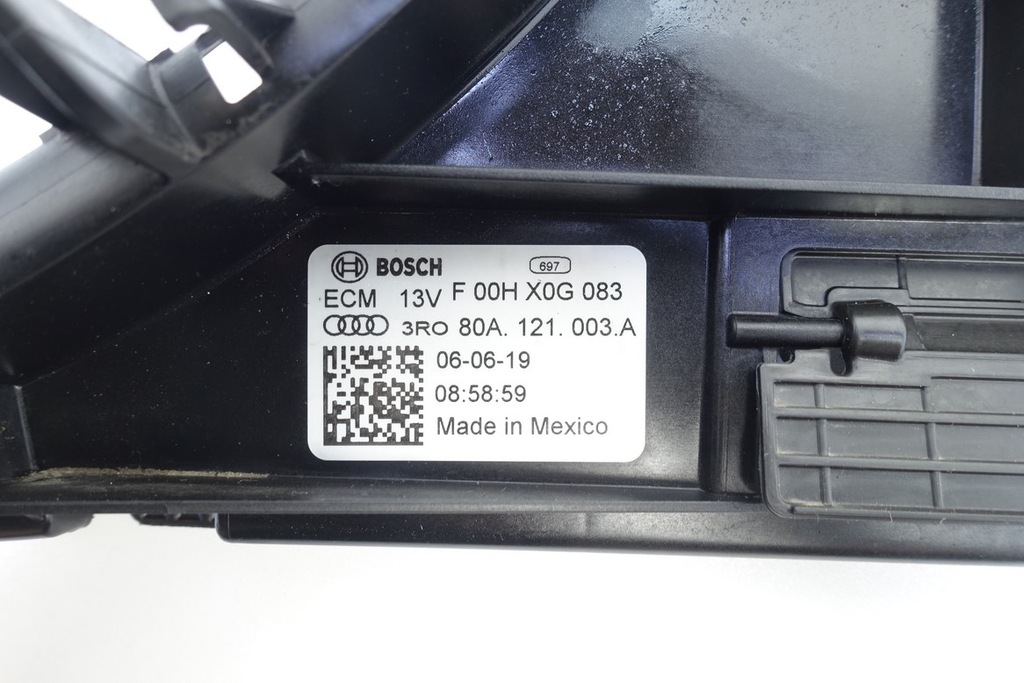 BOSCH 697
ECM 13V F 00H X0G 083
3RO 80A. 121. 003.A
06-06-19
08:58:59
Made in Mexico